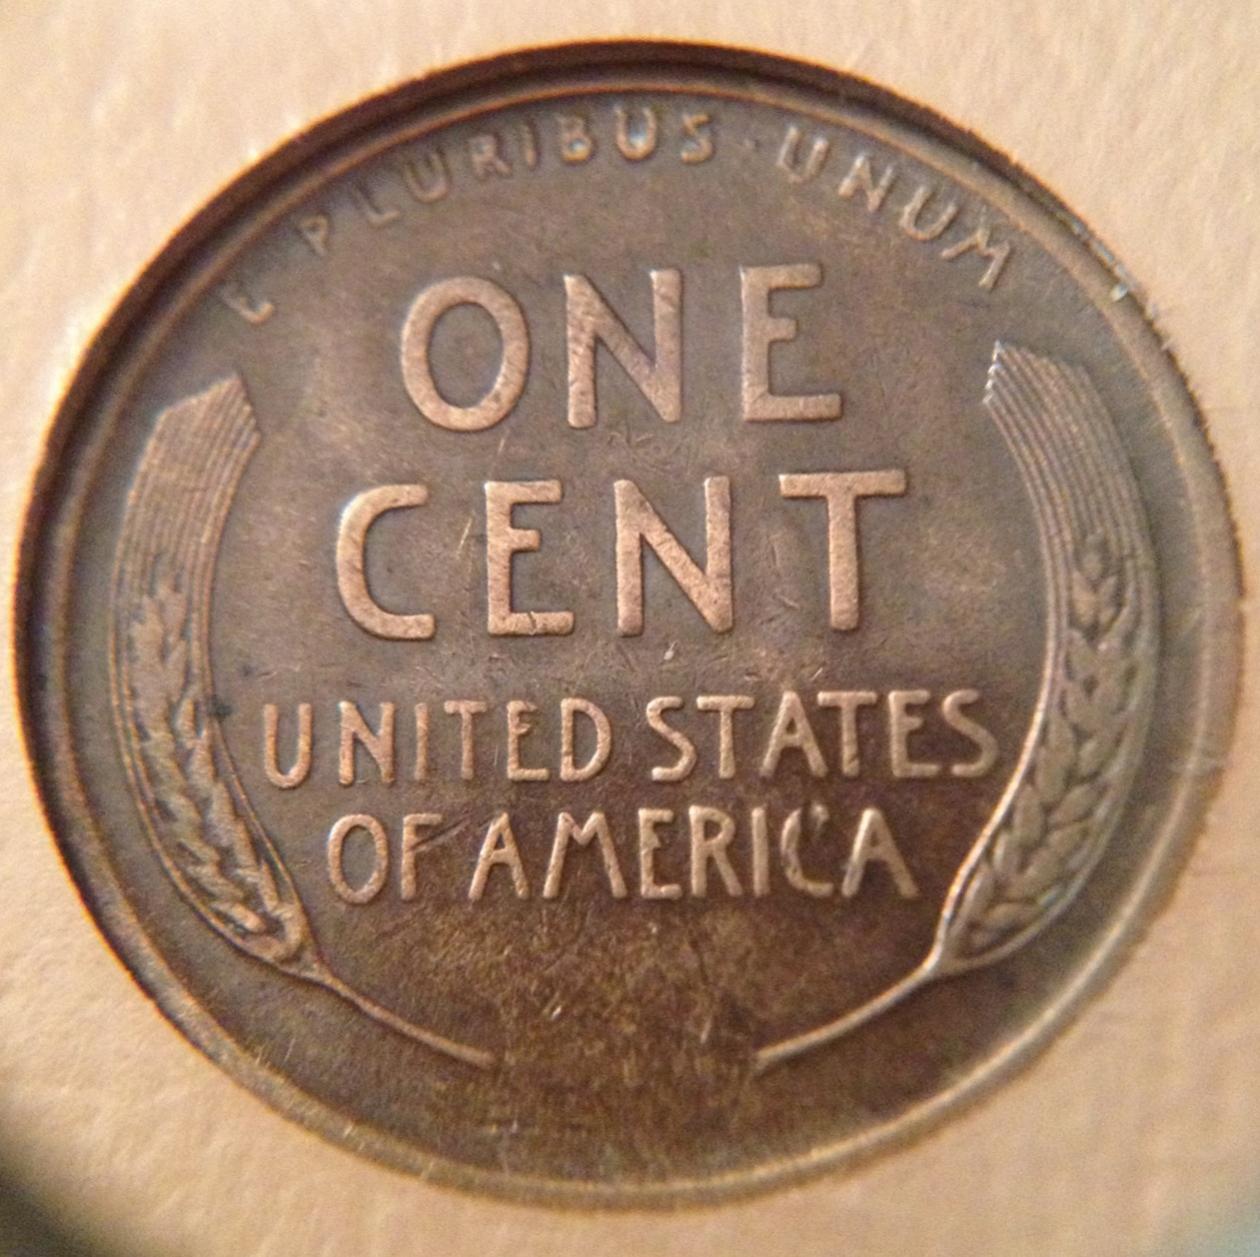 E PLURIBUS · UNUM
ONE
CENT
UNITED STATES
OF AMERICA